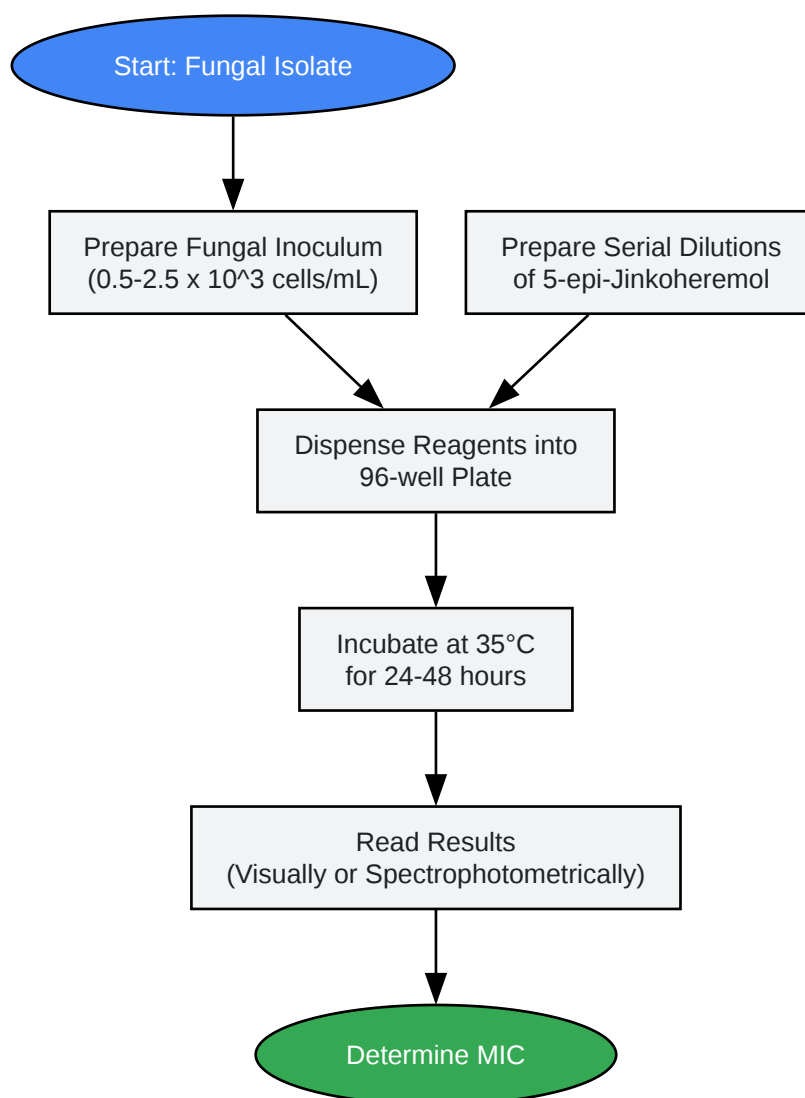 Start: Fungal Isolate
Prepare Fungal Inoculum
(0.5-2.5 x 10^3 cells/mL)
Prepare Serial Dilutions
of 5-epi-Jinkoheremol
Dispense Reagents into
96-well Plate
Incubate at 35°C
for 24-48 hours
Read Results
(Visually or Spectrophotometrically)
Determine MIC